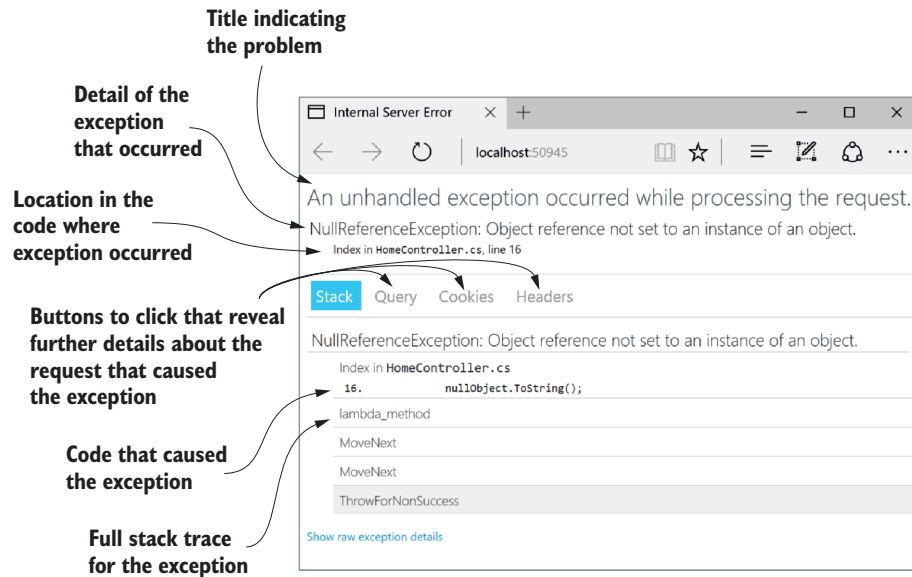 Title indicating
the problem
Detail of the
exception
that occurred
Location in the
code where
exception occurred
Buttons to click that reveal
further details about the
request that caused
the exception
Code that caused
the exception
Full stack trace
for the exception
Internal Server Error
localhost:50945
An unhandled exception occurred while processing the request.
NullReferenceException: Object reference not set to an instance of an object.
Index in HomeController.cs, line 16
Stack Query Cookies Headers
NullReferenceException: Object reference not set to an instance of an object.
Index in HomeController.cs
16. nullObject.ToString();
lambda_method
MoveNext
MoveNext
ThrowForNonSuccess
Show raw exception details